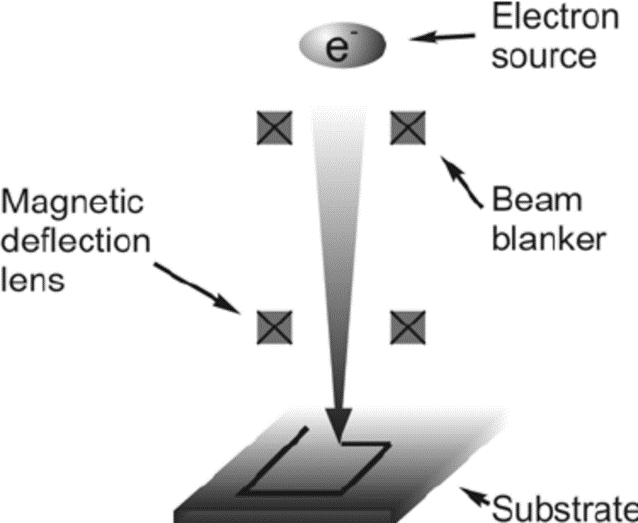 Electron
source
e⁻
Beam
blanker
Magnetic
deflection
lens
Substrate